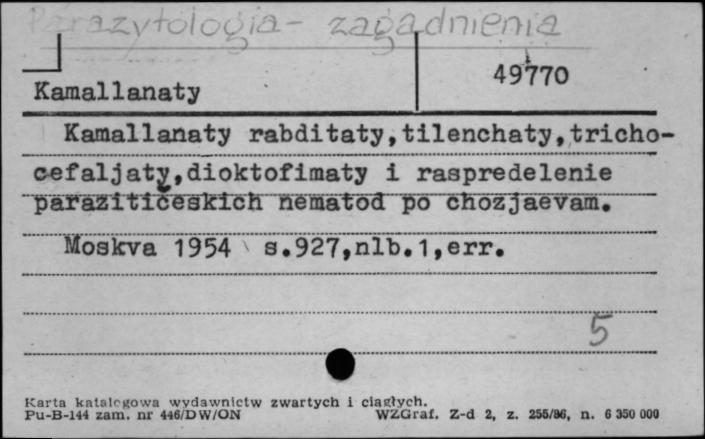 Parazytologia - zagadnienia
49770
Kamallanaty
Kamallanaty rabditaty,tilenchaty,tricho-
cefaljaty,dioktofimaty i raspredelenie
parazitičeskich nematod po chozjaevam.
Moskva 1954 s.927,nlb.1,err.
5
Karta katalogowa wydawnictw zwartych i ciągłych.
Pu-B-144 zam. nr 446/DW/ON WZGraf. Z-d 2, z. 255/86, n. 6 350 000